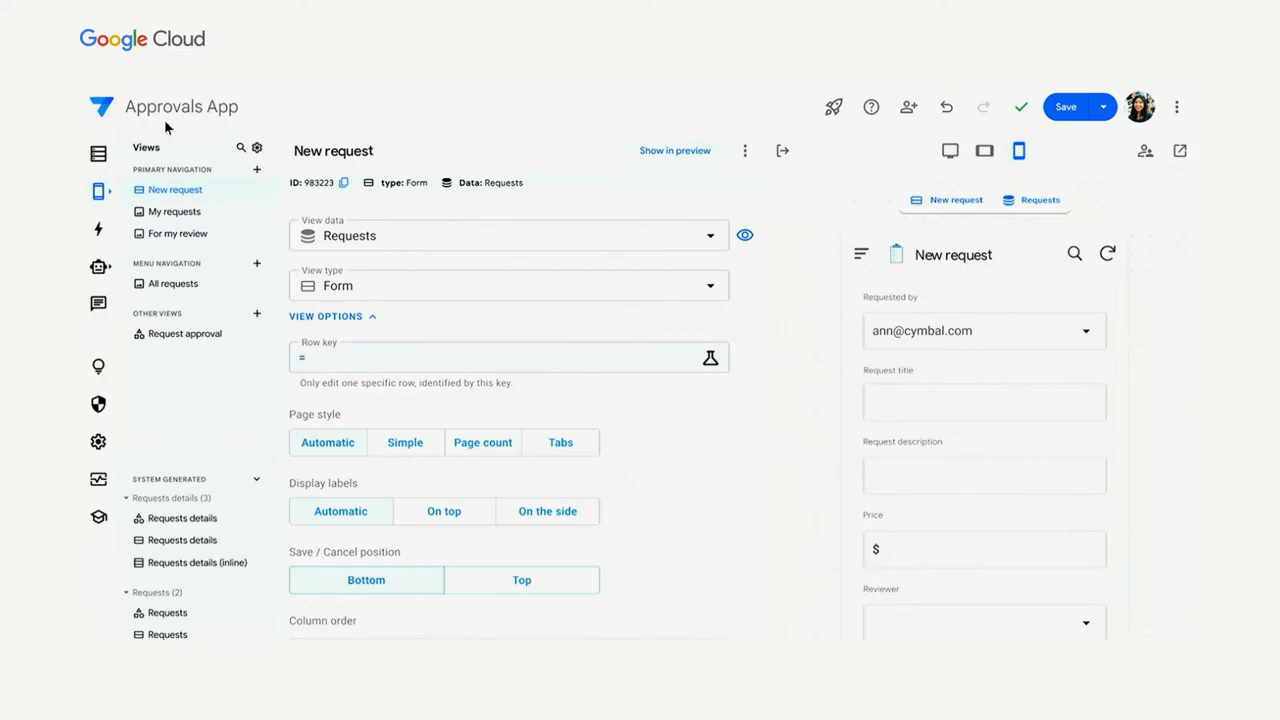 Google Cloud
Approvals App
Save
Views
PRIMARY NAVIGATION
New request
My requests
For my review
MENU NAVIGATION
All requests
OTHER VIEWS
Request approval
SYSTEM GENERATED
Requests details (3)
Requests details
Requests details
Requests details (inline)
Requests (2)
Requests
Requests
New request
Show in preview
ID: 983223 type: Form Data: Requests
View data
Requests
View type
Form
VIEW OPTIONS
Row key
=
Only edit one specific row, identified by this key.
Page style
Automatic Simple Page count Tabs
Display labels
Automatic On top On the side
Save / Cancel position
Bottom Top
Column order
New request Requests
New request
Requested by
ann@cymbal.com
Request title
Request description
Price
$
Reviewer